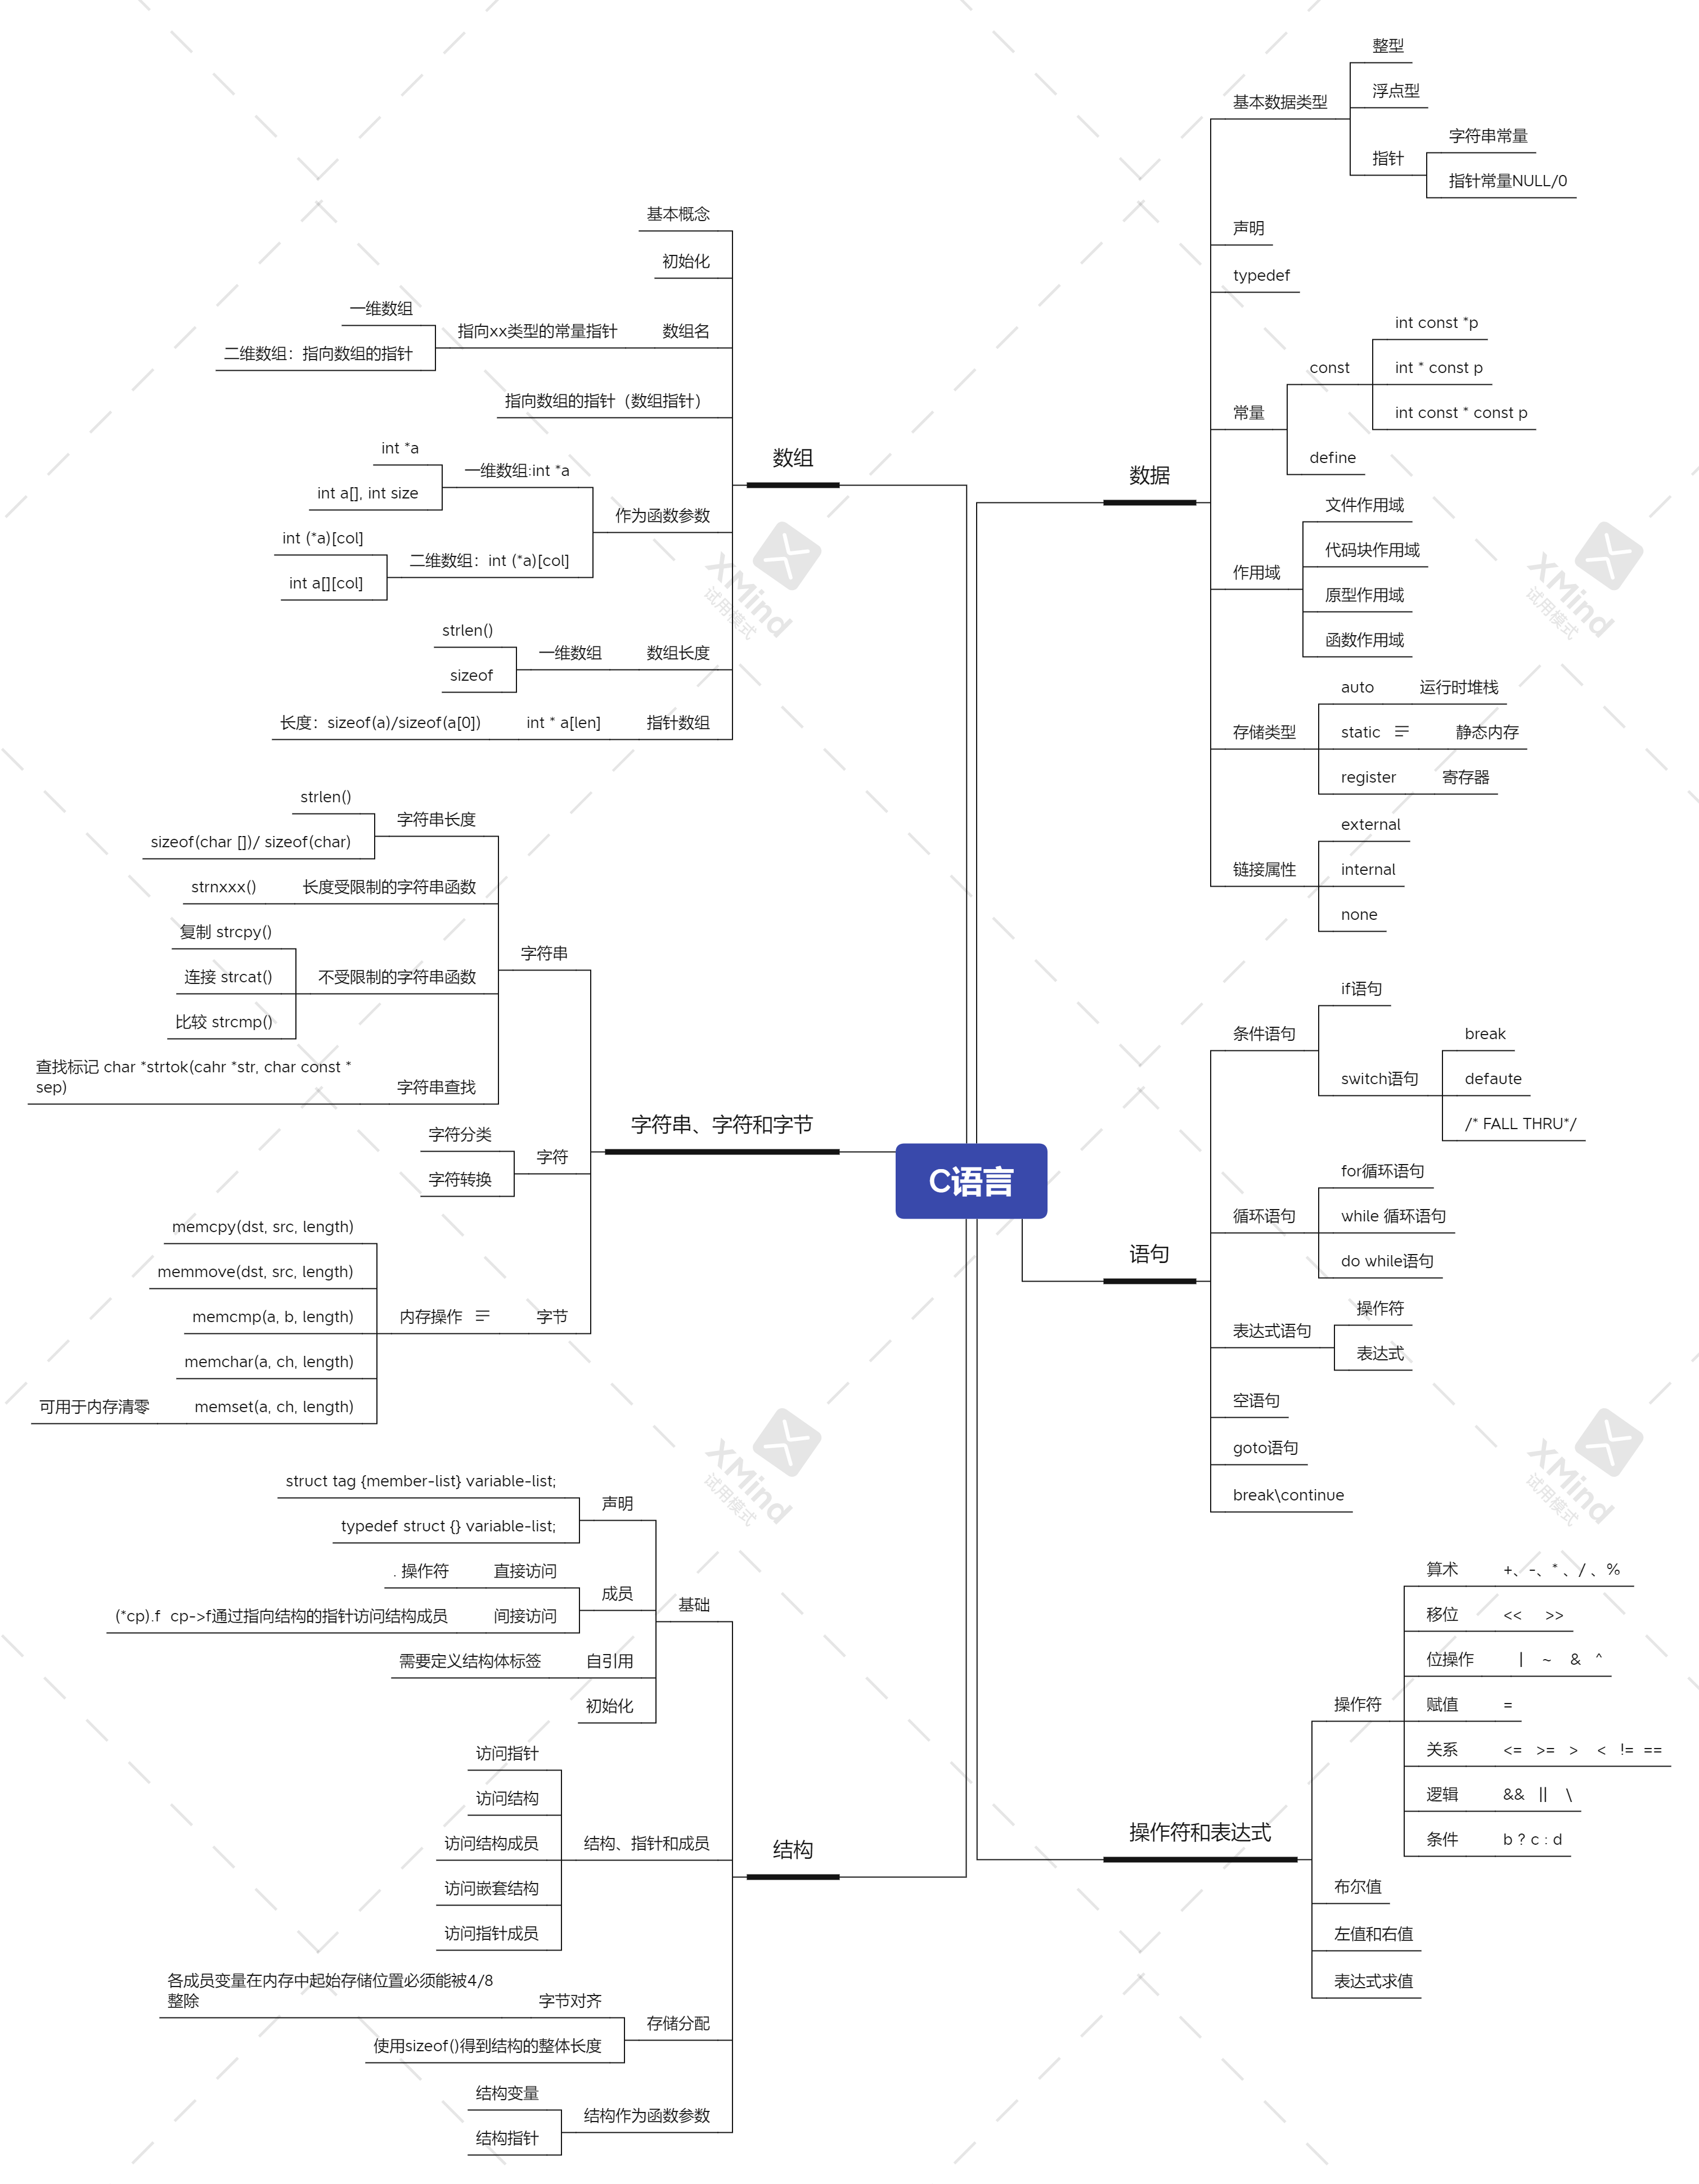 C语言
数据
基本数据类型
整型
浮点型
指针
字符串常量
指针常量NULL/0
声明
typedef
常量
const
int const *p
int * const p
int const * const p
define
作用域
文件作用域
代码块作用域
原型作用域
函数作用域
存储类型
auto 运行时堆栈
static 静态内存
register 寄存器
链接属性
external
internal
none
语句
条件语句
if语句
switch语句
break
defaute
/* FALL THRU*/
循环语句
for循环语句
while 循环语句
do while语句
表达式语句
操作符
表达式
空语句
goto语句
break\continue
操作符和表达式
操作符
算术 +、-、* 、/ 、%
移位 << >>
位操作 | ~ & ^
赋值 =
关系 <= >= > < != ==
逻辑 && || \
条件 b ? c : d
布尔值
左值和右值
表达式求值
数组
基本概念
初始化
数组名
指向xx类型的常量指针
一维数组
二维数组：指向数组的指针
指向数组的指针（数组指针）
作为函数参数
一维数组:int *a
int *a
int a[], int size
二维数组：int (*a)[col]
int (*a)[col]
int a[][col]
数组长度
一维数组
strlen()
sizeof
指针数组
int * a[len]
长度：sizeof(a)/sizeof(a[0])
字符串、字符和字节
字符串
字符串长度
strlen()
sizeof(char [])/ sizeof(char)
长度受限制的字符串函数
strnxxx()
不受限制的字符串函数
复制 strcpy()
连接 strcat()
比较 strcmp()
字符串查找
查找标记 char *strtok(cahr *str, char const *
sep)
字符
字符分类
字符转换
字节
内存操作
memcpy(dst, src, length)
memmove(dst, src, length)
memcmp(a, b, length)
memchar(a, ch, length)
memset(a, ch, length)
可用于内存清零
结构
基础
声明
struct tag {member-list} variable-list;
typedef struct {} variable-list;
成员
直接访问
. 操作符
间接访问
(*cp).f cp->f通过指向结构的指针访问结构成员
自引用
需要定义结构体标签
初始化
结构、指针和成员
访问指针
访问结构
访问结构成员
访问嵌套结构
访问指针成员
存储分配
字节对齐
各成员变量在内存中起始存储位置必须能被4/8
整除
使用sizeof()得到结构的整体长度
结构作为函数参数
结构变量
结构指针
XMind
试用模式
XMind
试用模式
XMind
试用模式
XMind
试用模式